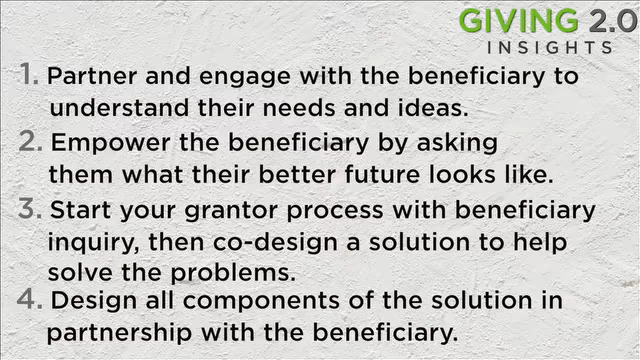 GIVING 2.0
INSIGHTS
1. Partner and engage with the beneficiary to
understand their needs and ideas.
2. Empower the beneficiary by asking
them what their better future looks like.
3. Start your grantor process with beneficiary
inquiry, then co-design a solution to help
solve the problems.
4. Design all components of the solution in
partnership with the beneficiary.